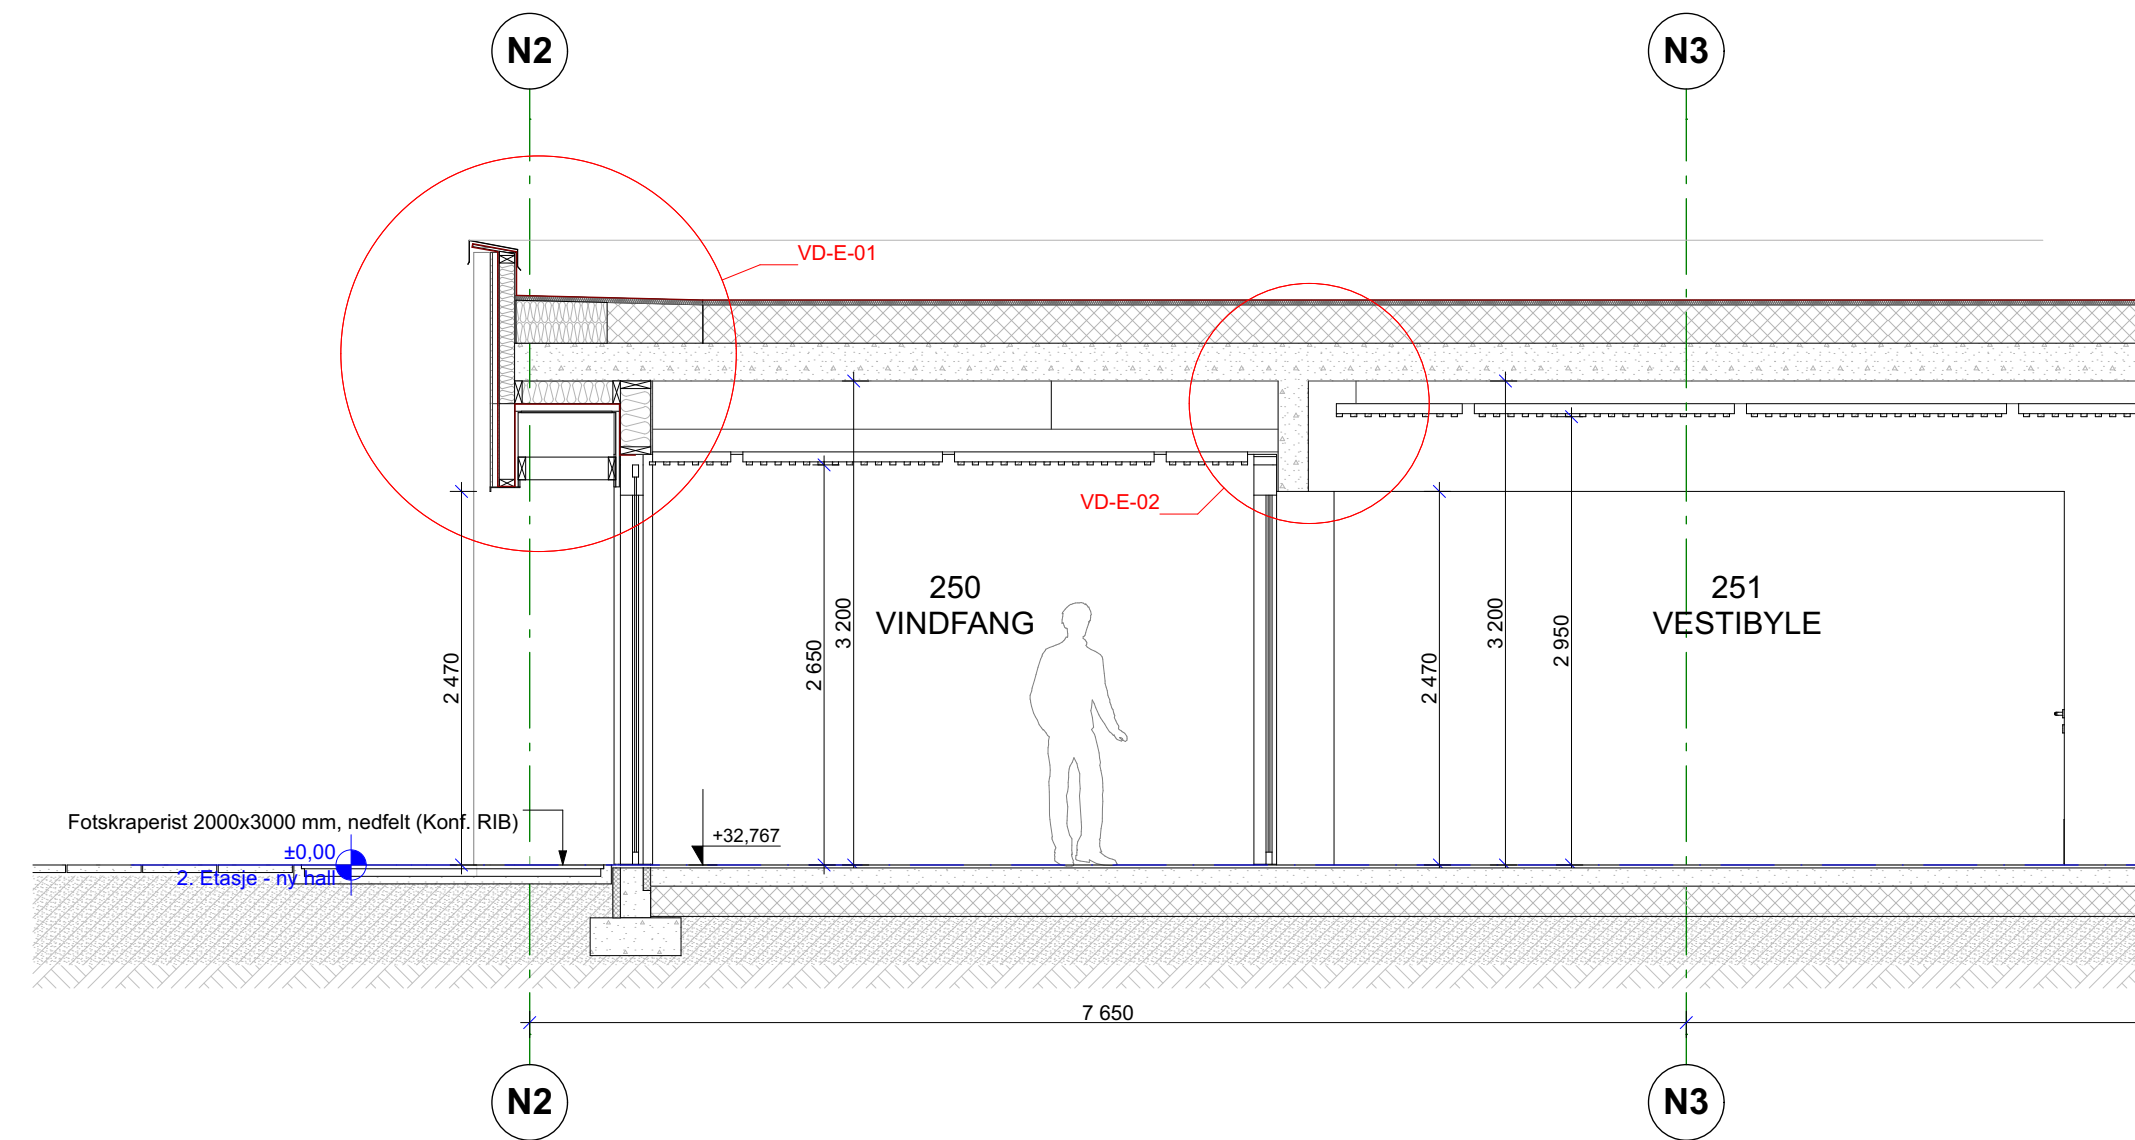 N2
N3
VD-E-01
VD-E-02
250
VINDFANG
251
VESTIBYLE
2 470
2 650
3 200
2 470
3 200
2 950
Fotskraperist 2000x3000 mm, nedfelt (Konf. RIB)
+32,767
±0,00
2. Etasje - ny hall
7 650
N2
N3